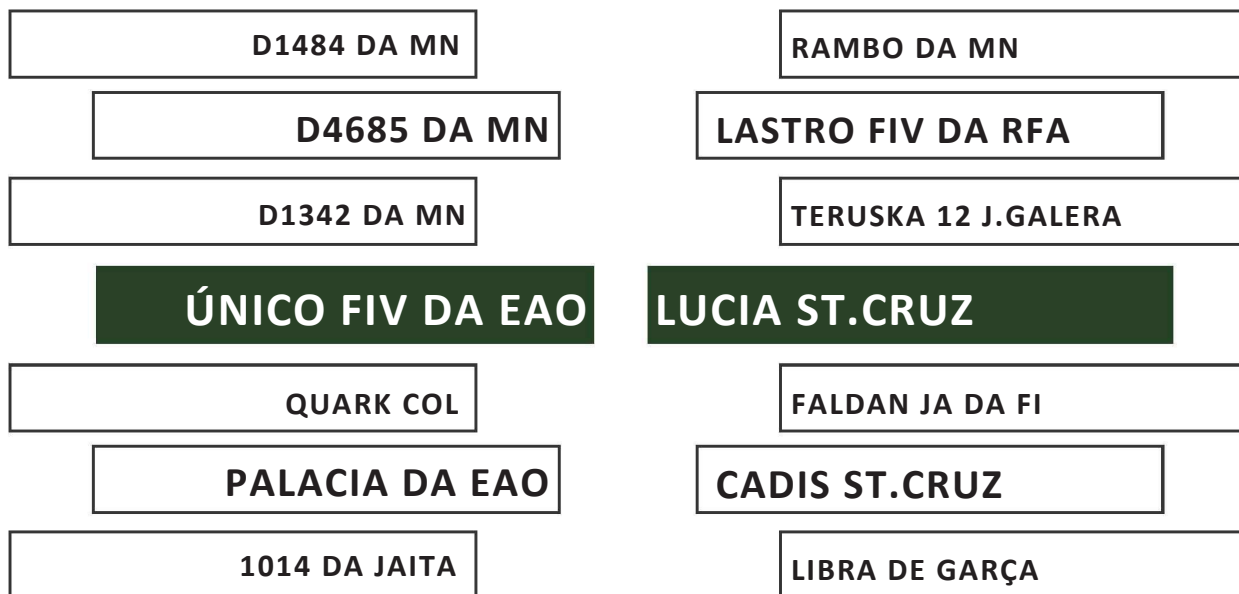 D1484 DA MN
RAMBO DA MN
D4685 DA MN
LASTRO FIV DA RFA
D1342 DA MN
TERUSKA 12 J.GALERA
ÚNICO FIV DA EAO
LUCIA ST.CRUZ
QUARK COL
FALDAN JA DA FI
PALACIA DA EAO
CADIS ST.CRUZ
1014 DA JAITA
LIBRA DE GARÇA